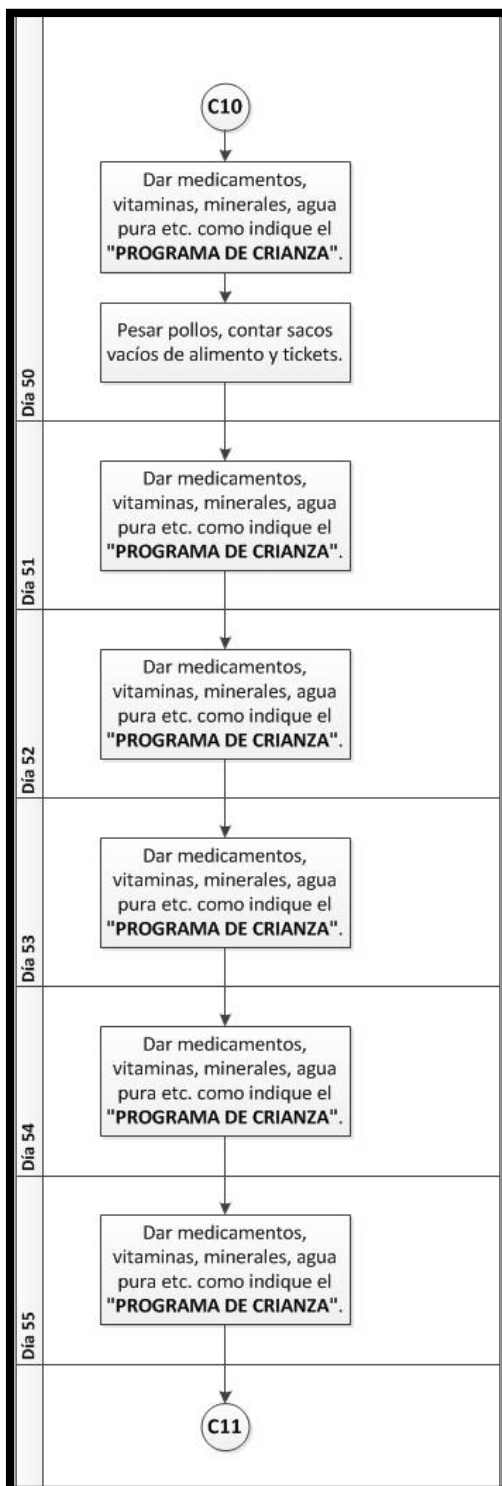 C10
Dar medicamentos,
vitaminas, minerales, agua
pura etc. como indique el
"PROGRAMA DE CRIANZA".
Pesar pollos, contar sacos
vacíos de alimento y tickets.
Día 50
Dar medicamentos,
vitaminas, minerales, agua
pura etc. como indique el
"PROGRAMA DE CRIANZA".
Día 51
Dar medicamentos,
vitaminas, minerales, agua
pura etc. como indique el
"PROGRAMA DE CRIANZA".
Día 52
Dar medicamentos,
vitaminas, minerales, agua
pura etc. como indique el
"PROGRAMA DE CRIANZA".
Día 53
Dar medicamentos,
vitaminas, minerales, agua
pura etc. como indique el
"PROGRAMA DE CRIANZA".
Día 54
Dar medicamentos,
vitaminas, minerales, agua
pura etc. como indique el
"PROGRAMA DE CRIANZA".
Día 55
C11